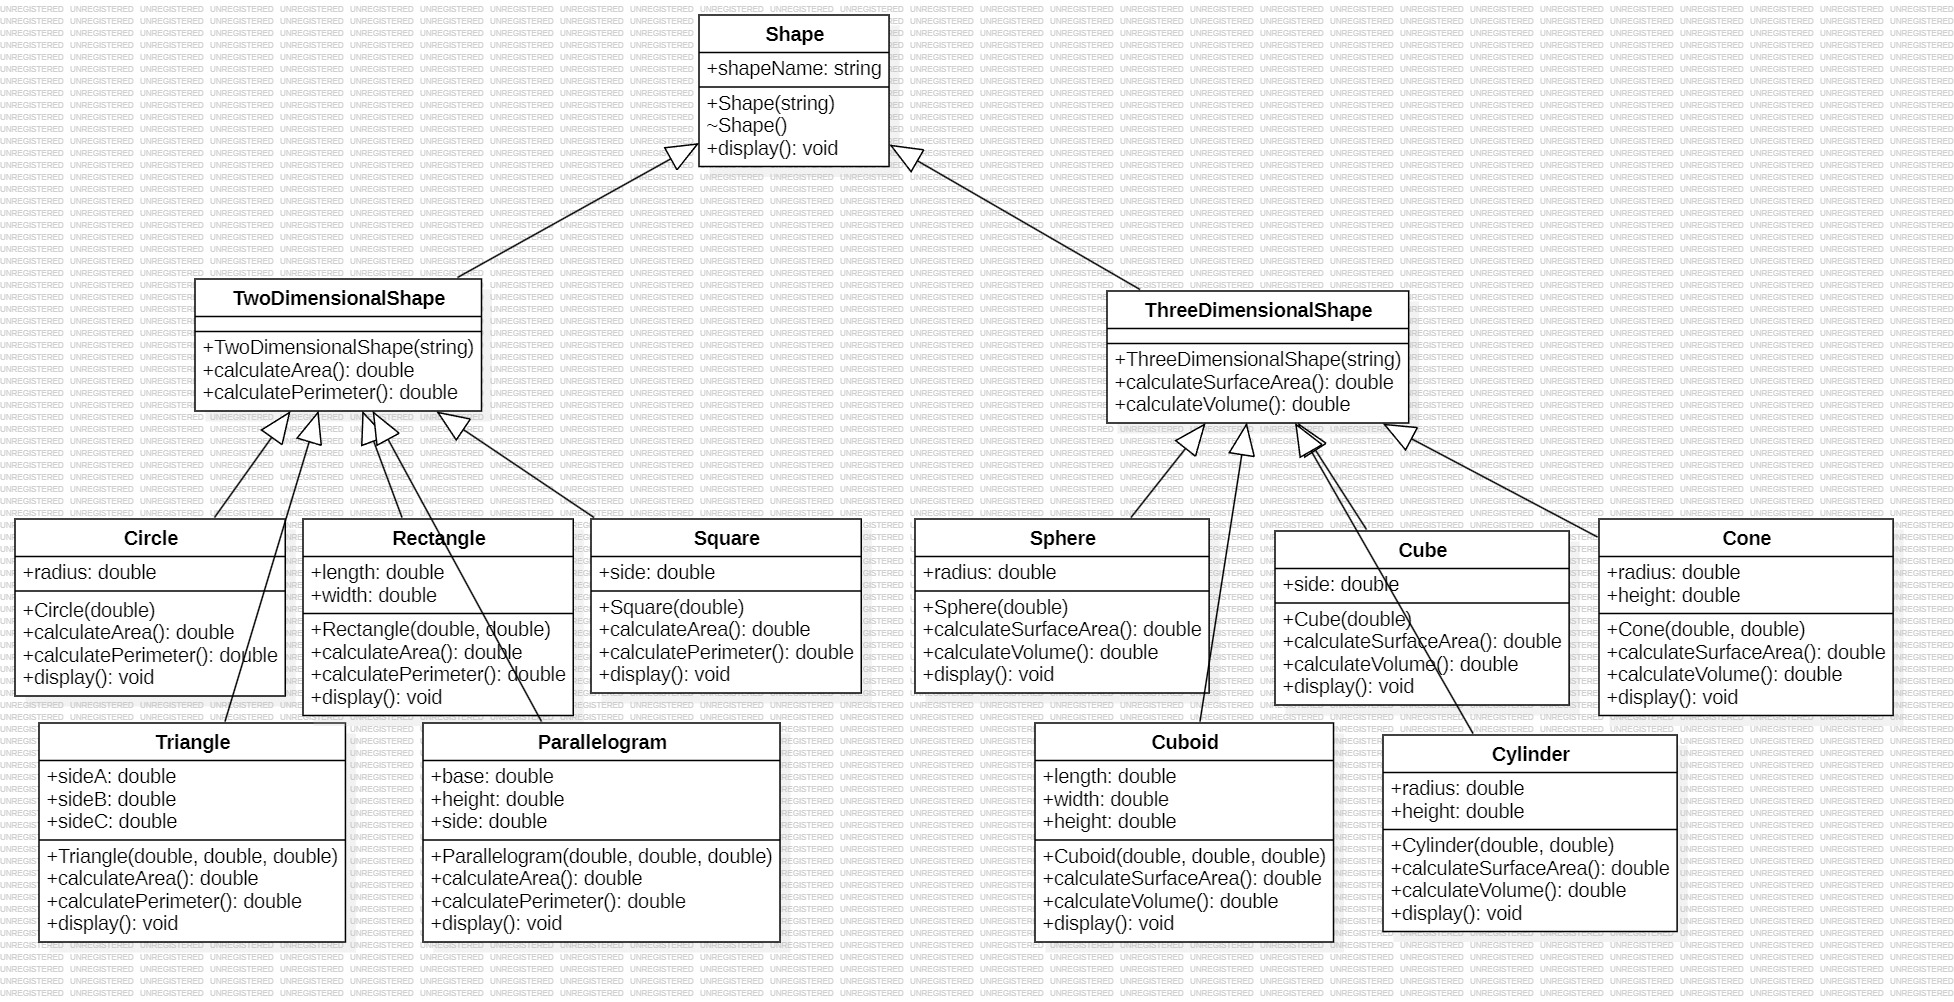 Shape
+shapeName: string
+Shape(string)
~Shape()
+display(): void
TwoDimensionalShape
+TwoDimensionalShape(string)
+calculateArea(): double
+calculatePerimeter(): double
ThreeDimensionalShape
+ThreeDimensionalShape(string)
+calculateSurfaceArea(): double
+calculateVolume(): double
Circle
+radius: double
+Circle(double)
+calculateArea(): double
+calculatePerimeter(): double
+display(): void
Rectangle
+length: double
+width: double
+Rectangle(double, double)
+calculateArea(): double
+calculatePerimeter(): double
+display(): void
Square
+side: double
+Square(double)
+calculateArea(): double
+calculatePerimeter(): double
+display(): void
Sphere
+radius: double
+Sphere(double)
+calculateSurfaceArea(): double
+calculateVolume(): double
+display(): void
Cube
+side: double
+Cube(double)
+calculateSurfaceArea(): double
+calculateVolume(): double
+display(): void
Cone
+radius: double
+height: double
+Cone(double, double)
+calculateSurfaceArea(): double
+calculateVolume(): double
+display(): void
Triangle
+sideA: double
+sideB: double
+sideC: double
+Triangle(double, double, double)
+calculateArea(): double
+calculatePerimeter(): double
+display(): void
Parallelogram
+base: double
+height: double
+side: double
+Parallelogram(double, double, double)
+calculateArea(): double
+calculatePerimeter(): double
+display(): void
Cuboid
+length: double
+width: double
+height: double
+Cuboid(double, double, double)
+calculateSurfaceArea(): double
+calculateVolume(): double
+display(): void
Cylinder
+radius: double
+height: double
+Cylinder(double, double)
+calculateSurfaceArea(): double
+calculateVolume(): double
+display(): void
UNREGISTERED